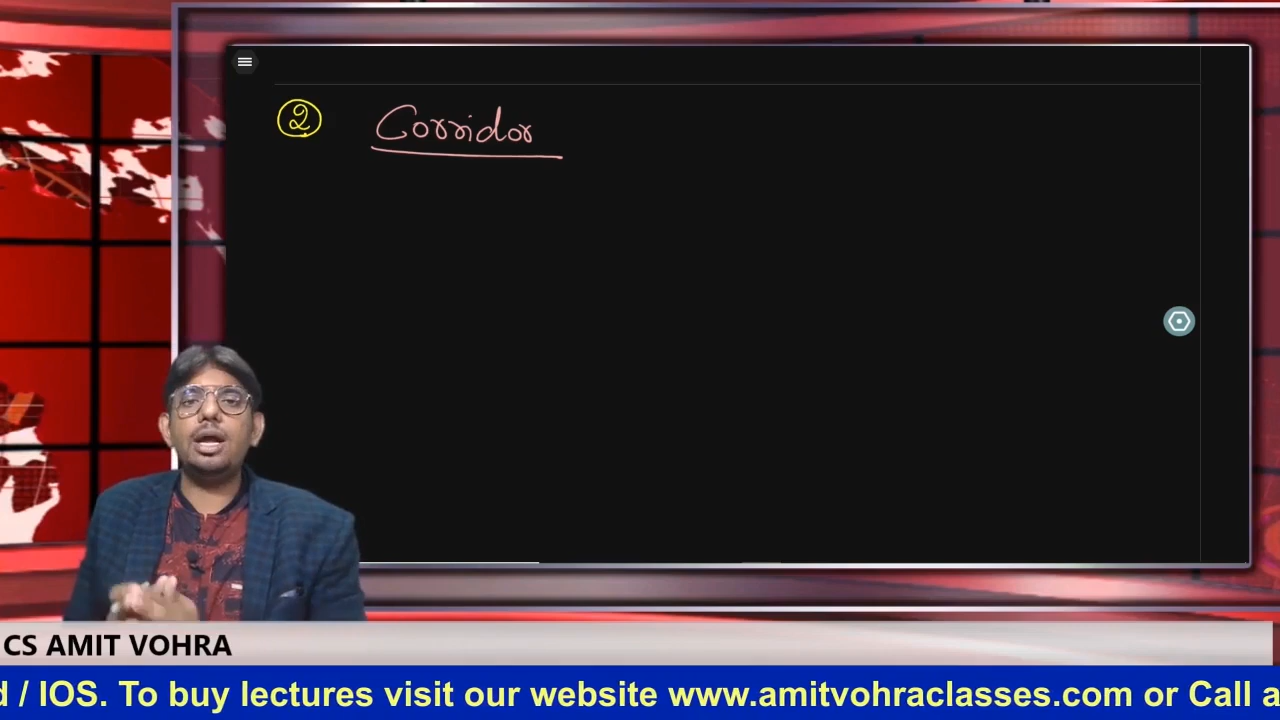 ② Corridor
CS AMIT VOHRA
/ IOS. To buy lectures visit our website www.amitvohraclasses.com or Call